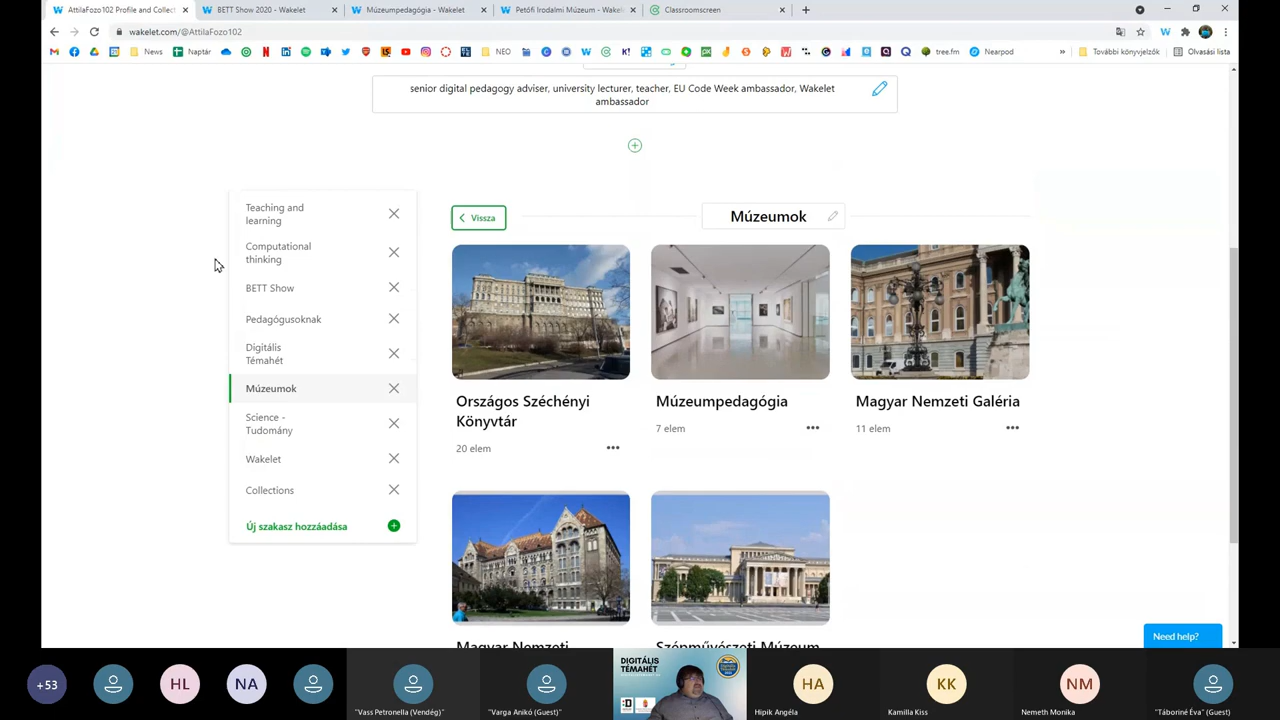 AttilaFozo102 Profile and Collect
BETT Show 2020 - Wakelet
Múzeumpedagógia - Wakelet
Petőfi Irodalmi Múzeum - Wakel
Classroomscreen
wakelet.com/@AttilaFozo102
News
Naptár
NEO
tree.fm
Nearpod
További könyvjelzők
Olvasási lista
senior digital pedagogy adviser, university lecturer, teacher, EU Code Week ambassador, Wakelet
ambassador
Teaching and
learning
Computational
thinking
BETT Show
Pedagógusoknak
Digitális
Témahét
Múzeumok
Science -
Tudomány
Wakelet
Collections
Új szakasz hozzáadása
Vissza
Múzeumok
Országos Széchényi
Könyvtár
20 elem
Múzeumpedagógia
7 elem
Magyar Nemzeti Galéria
11 elem
Magyar Nemzeti
Szépművészeti Múzeum
Need help?
+53
HL
NA
"Vass Petronella (Vendég)"
"Varga Anikó (Guest)"
DIGITÁLIS
TÉMAHÉT
HA
Hipik Angéla
KK
Kamilla Kiss
NM
Nemeth Monika
"Táboriné Éva" (Guest)